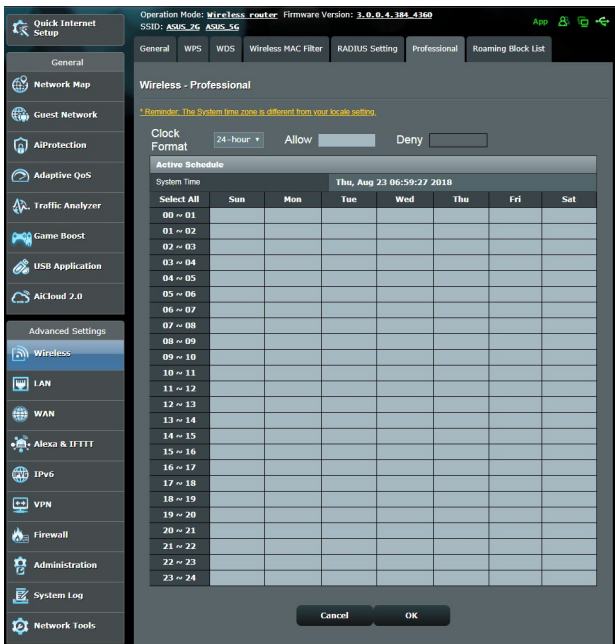 Quick Internet
Setup
General
Network Map
Guest Network
AiProtection
Adaptive QoS
Traffic Analyzer
Game Boost
USB Application
AiCloud 2.0
Advanced Settings
Wireless
LAN
WAN
Alexa & IFTTT
IPv6
VPN
Firewall
Administration
System Log
Network Tools
Operation Mode: Wireless router Firmware Version: 3.0.0.4.384_4360
SSID: ASUS_2G ASUS_5G
App
General WPS WDS Wireless MAC Filter RADIUS Setting Professional Roaming Block List
Wireless - Professional
* Reminder: The System time zone is different from your locale setting.
Clock
Format
24-hour Allow Deny
Active Schedule
System Time Thu, Aug 23 06:59:27 2018
Select All Sun Mon Tue Wed Thu Fri Sat
00 ~ 01
01 ~ 02
02 ~ 03
03 ~ 04
04 ~ 05
05 ~ 06
06 ~ 07
07 ~ 08
08 ~ 09
09 ~ 10
10 ~ 11
11 ~ 12
12 ~ 13
13 ~ 14
14 ~ 15
15 ~ 16
16 ~ 17
17 ~ 18
18 ~ 19
19 ~ 20
20 ~ 21
21 ~ 22
22 ~ 23
23 ~ 24
Cancel OK